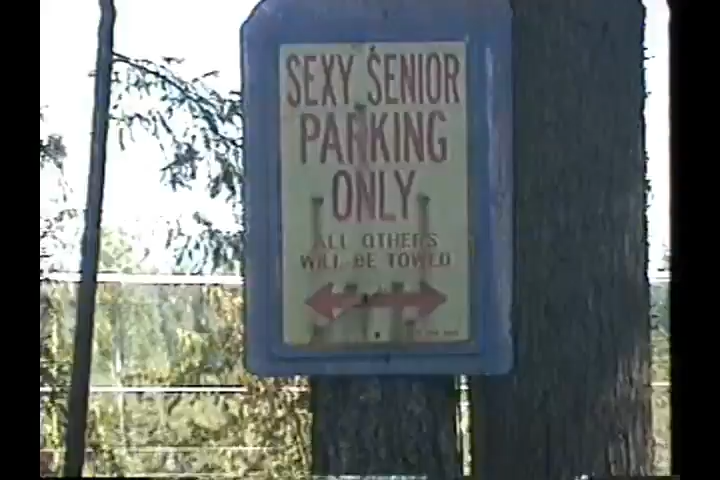 SEXY SENIOR
PARKING
ONLY
ALL OTHERS
WILL BE TOWED